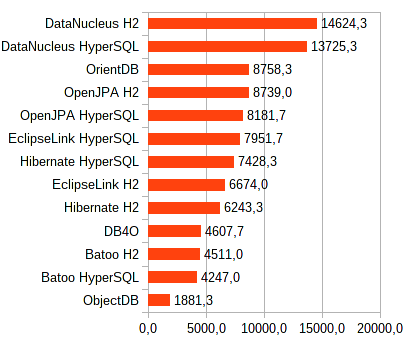 DataNucleus H2 14624,3
DataNucleus HyperSQL 13725,3
OrientDB 8758,3
OpenJPA H2 8739,0
OpenJPA HyperSQL 8181,7
EclipseLink HyperSQL 7951,7
Hibernate HyperSQL 7428,3
EclipseLink H2 6674,0
Hibernate H2 6243,3
DB4O 4607,7
Batoo H2 4511,0
Batoo HyperSQL 4247,0
ObjectDB 1881,3
0,0 5000,0 10000,0 15000,0 20000,0